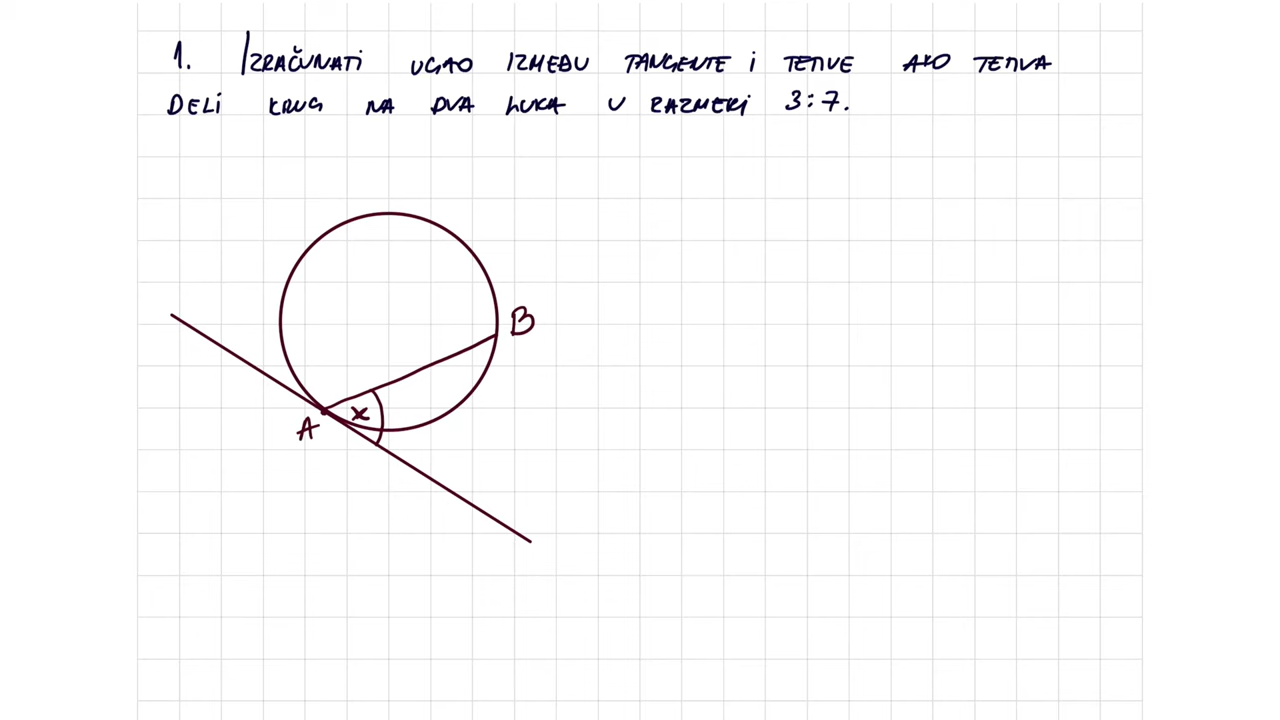 1. IZRAČUNATI UGAO IZMEĐU TANGENTE I TETIVE AKO TETIVA
DELI KRUG NA DVA LUKA U RAZMERI 3:7.
B
x
A